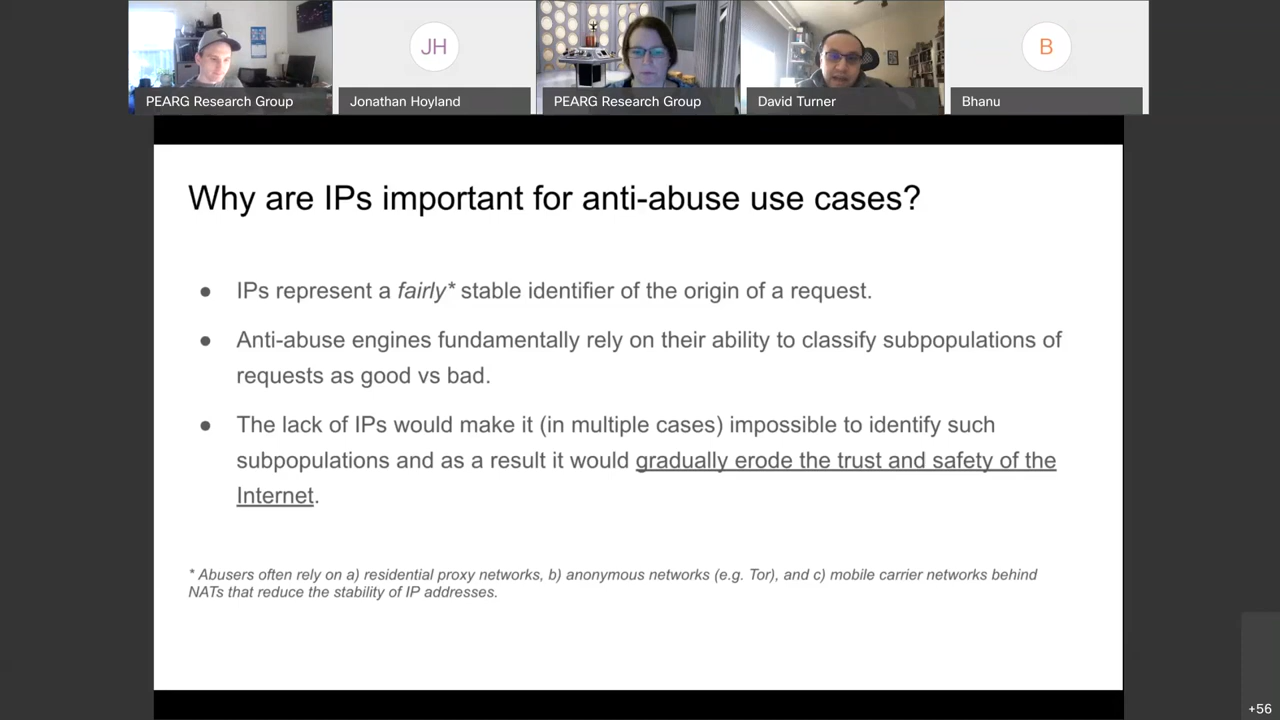 JH
B
PEARG Research Group
Jonathan Hoyland
PEARG Research Group
David Turner
Bhanu
Why are IPs important for anti-abuse use cases?
● IPs represent a fairly* stable identifier of the origin of a request.
● Anti-abuse engines fundamentally rely on their ability to classify subpopulations of
requests as good vs bad.
● The lack of IPs would make it (in multiple cases) impossible to identify such
subpopulations and as a result it would gradually erode the trust and safety of the
Internet.
* Abusers often rely on a) residential proxy networks, b) anonymous networks (e.g. Tor), and c) mobile carrier networks behind
NATs that reduce the stability of IP addresses.
+56